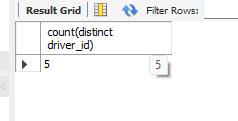 Result Grid Filter Rows:
count(distinct
driver_id)
5 5